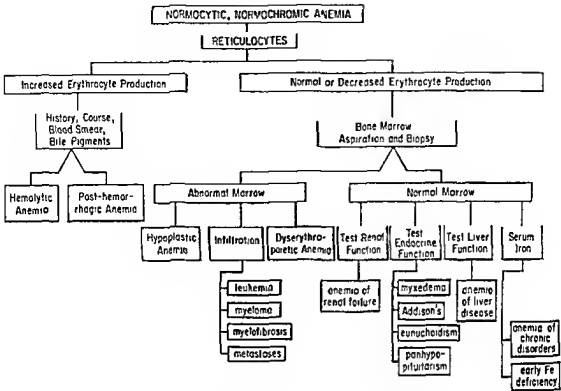 NORMOCYTIC, NORMOCHROMIC ANEMIA
RETICULOCYTES
Increased Erythrocyte Production
Normal or Decreased Erythrocyte Production
History, Course,
Blood Smear,
Bile Pigments
Bone Marrow
Aspiration and Biopsy
Hemolytic
Anemia
Post-hemor-
rhagic Anemia
Abnormal Marrow
Normal Marrow
Hypoplastic
Anemia
Infiltration
Dyserythro-
poietic Anemia
Test Renal
Function
Test
Endocrine
Function
Test Liver
Function
Serum
Iron
leukemia
myeloma
myelofibrosis
metastases
anemia of
renal failure
myxedema
Addison's
eunuchoidism
panhypo-
pituitarism
anemia
of liver
disease
anemia of
chronic
disorders
early Fe
deficiency